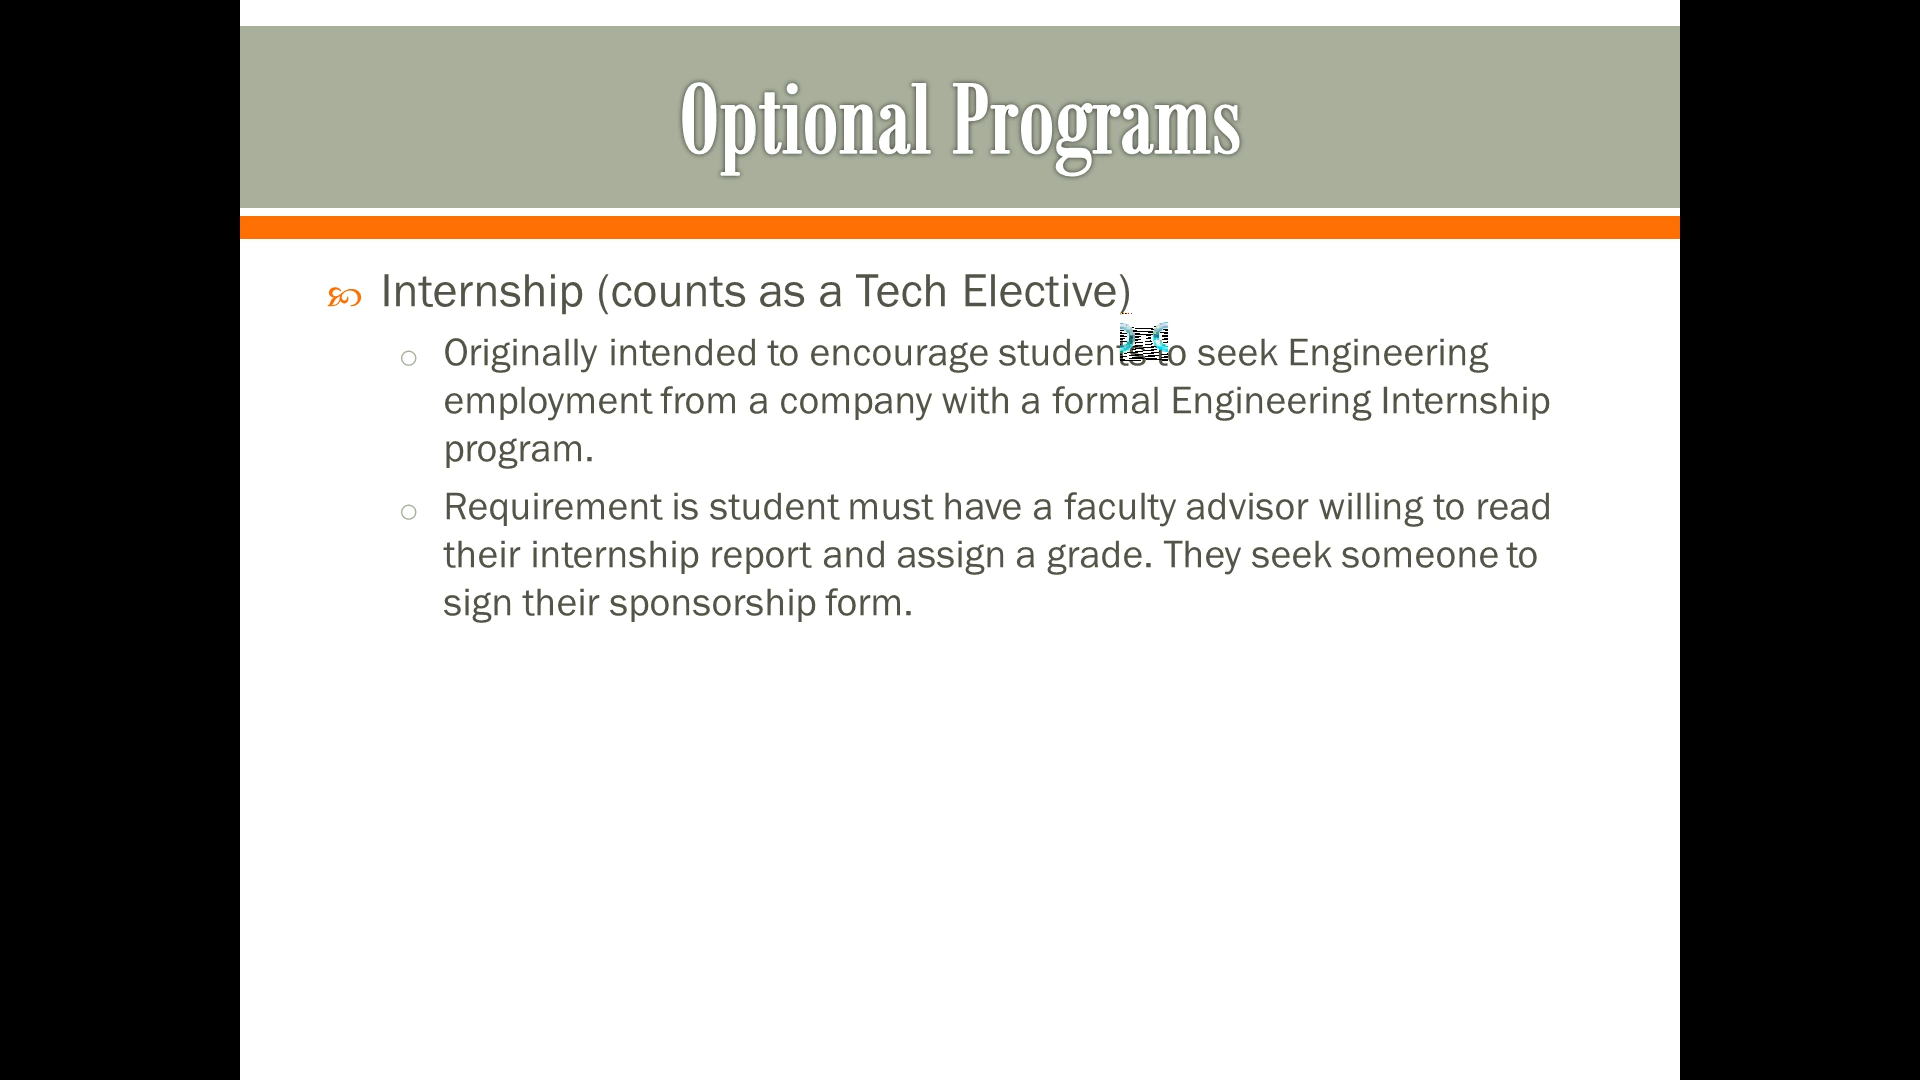 Optional Programs
Internship (counts as a Tech Elective)
Originally intended to encourage students to seek Engineering
employment from a company with a formal Engineering Internship
program.
Requirement is student must have a faculty advisor willing to read
their internship report and assign a grade. They seek someone to
sign their sponsorship form.